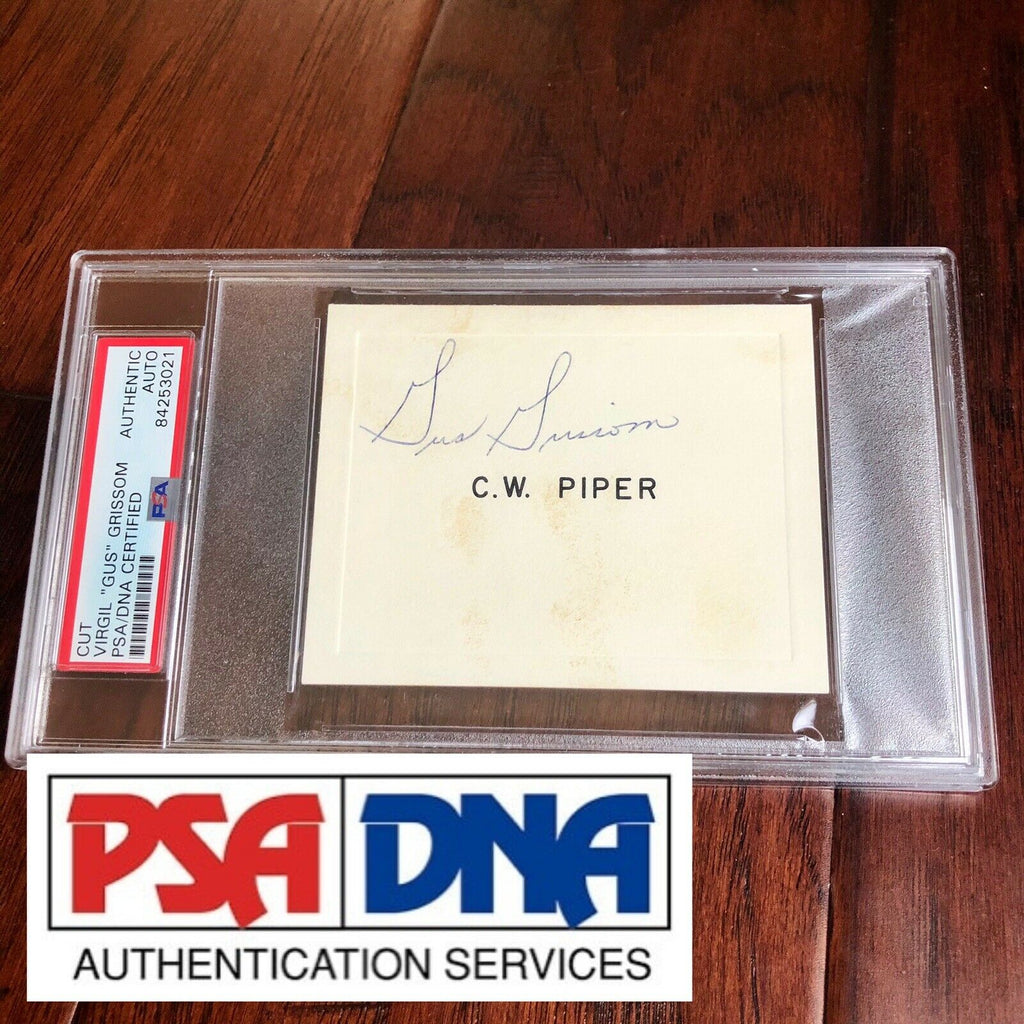 CUT
VIRGIL "GUS" GRISSOM
PSA/DNA CERTIFIED
AUTHENTIC
AUTO
84253021
PSA
Gus Grissom
C.W. PIPER
PSA DNA
AUTHENTICATION SERVICES